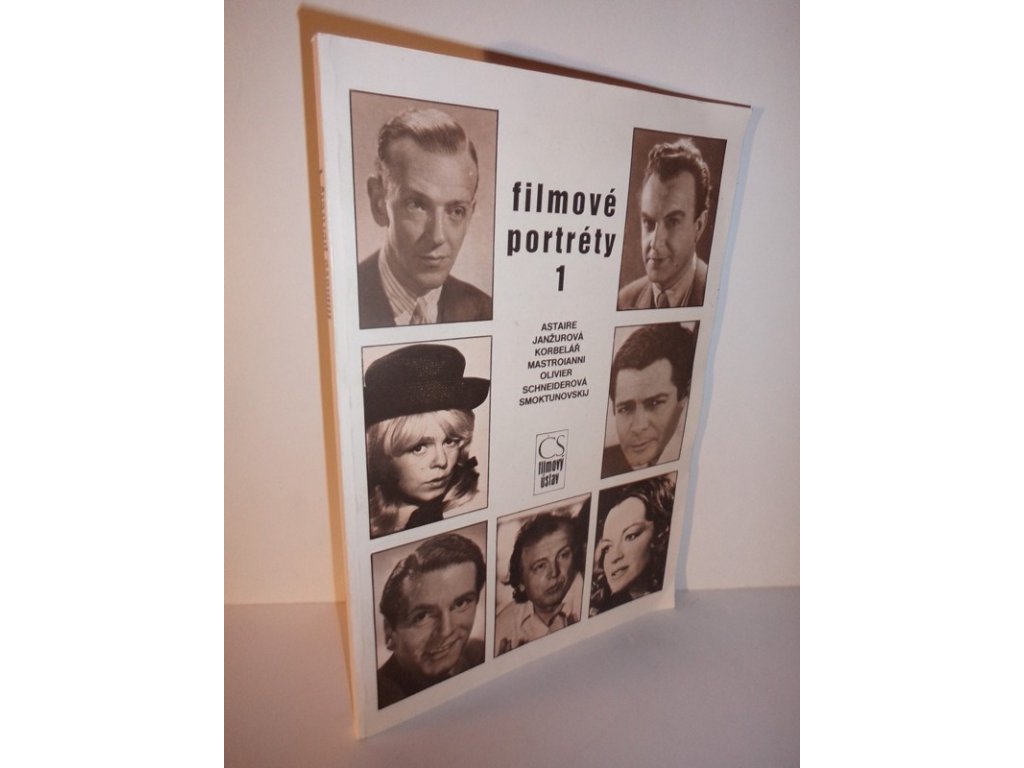 filmové
portréty
1
ASTAIRE
JANŽUROVÁ
KORBELÁŘ
MASTROIANNI
OLIVIER
SCHNEIDEROVÁ
SMOKTUNOVSKIJ
ČS
filmový
ústav